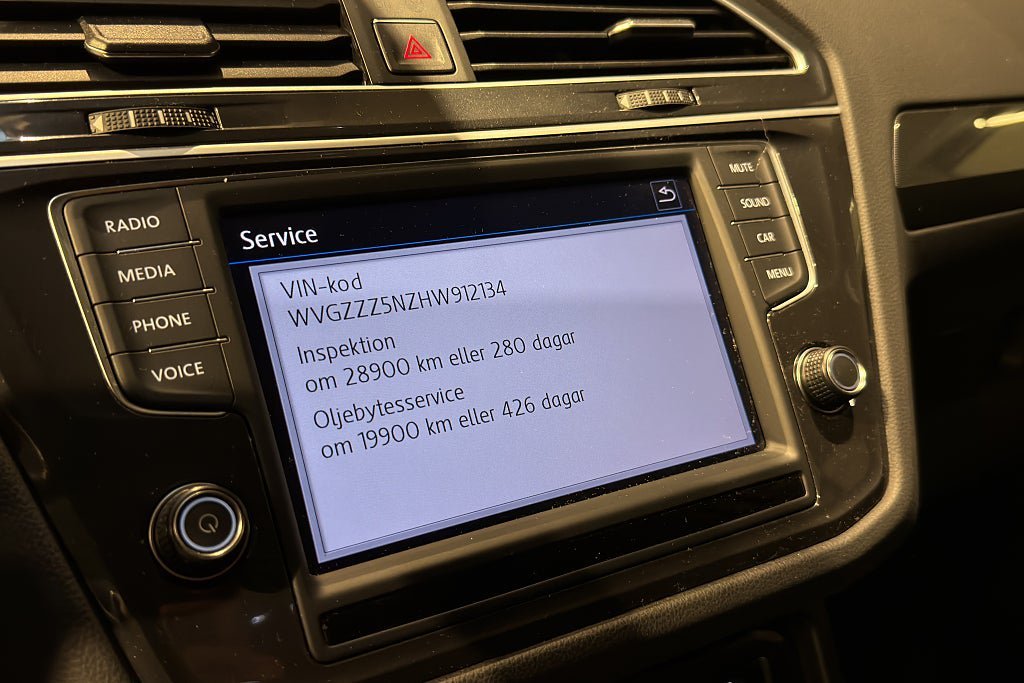 RADIO
MEDIA
PHONE
VOICE
Service
VIN-kod
WVGZZZ5NZHW912134
Inspektion
om 28900 km eller 280 dagar
Oljebytesservice
om 19900 km eller 426 dagar
MUTE
SOUND
CAR
MENU